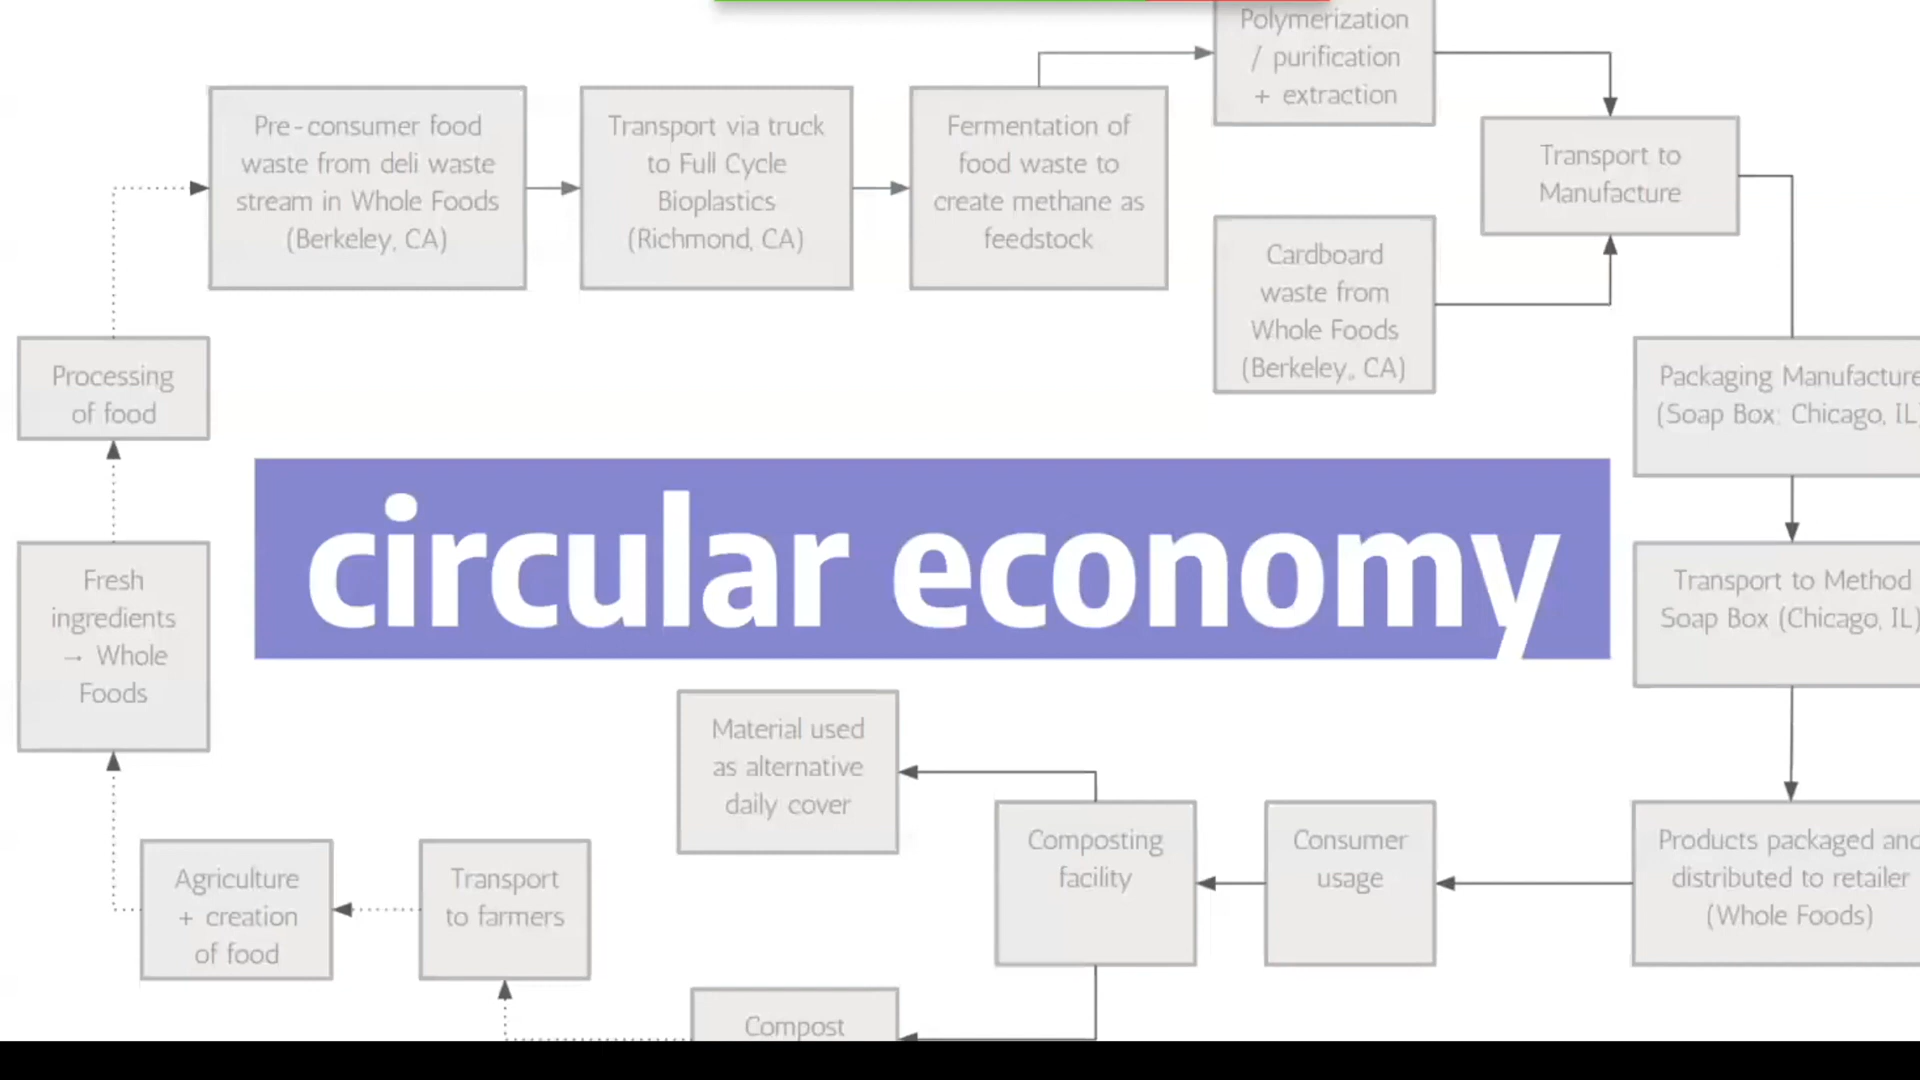 Polymerization
/ purification
+ extraction
Pre-consumer food
waste from deli waste
stream in Whole Foods
(Berkeley, CA)
Transport via truck
to Full Cycle
Bioplastics
(Richmond, CA)
Fermentation of
food waste to
create methane as
feedstock
Transport to
Manufacture
Cardboard
waste from
Whole Foods
(Berkeley,, CA)
Processing
of food
Packaging Manufacture
(Soap Box: Chicago, IL)
circular economy
Fresh
ingredients
→ Whole
Foods
Transport to Method
Soap Box (Chicago, IL)
Material used
as alternative
daily cover
Composting
facility
Consumer
usage
Products packaged and
distributed to retailer
(Whole Foods)
Agriculture
+ creation
of food
Transport
to farmers
Compost